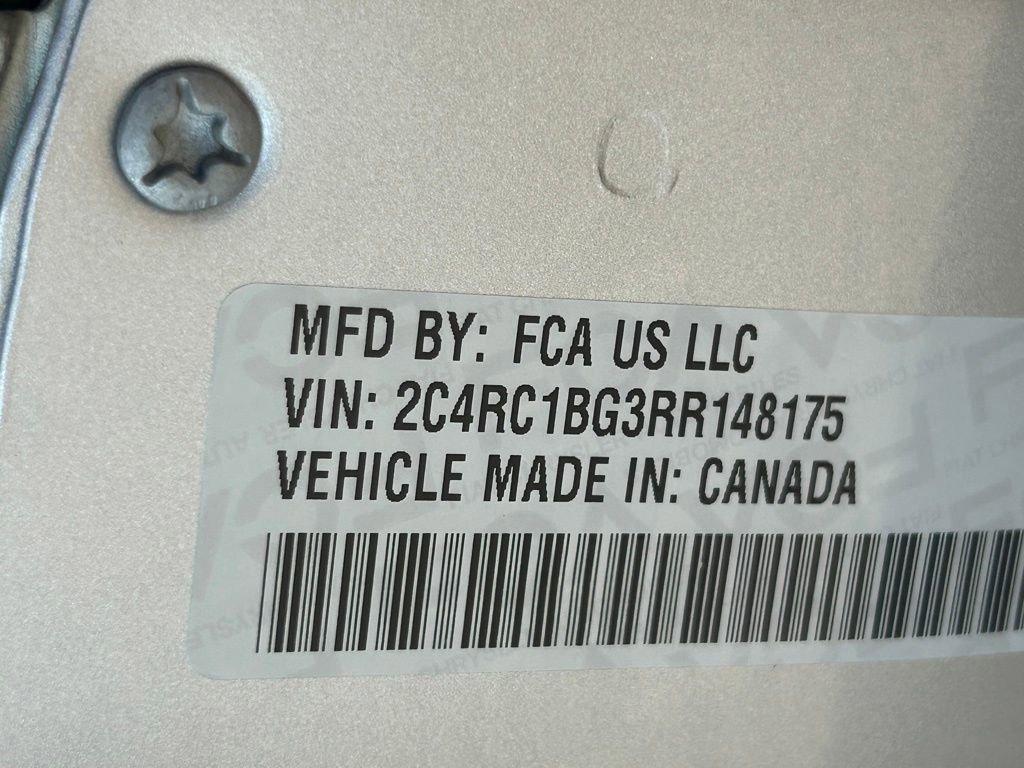 MFD BY: FCA US LLC
VIN: 2C4RC1BG3RR148175
VEHICLE MADE IN: CANADA